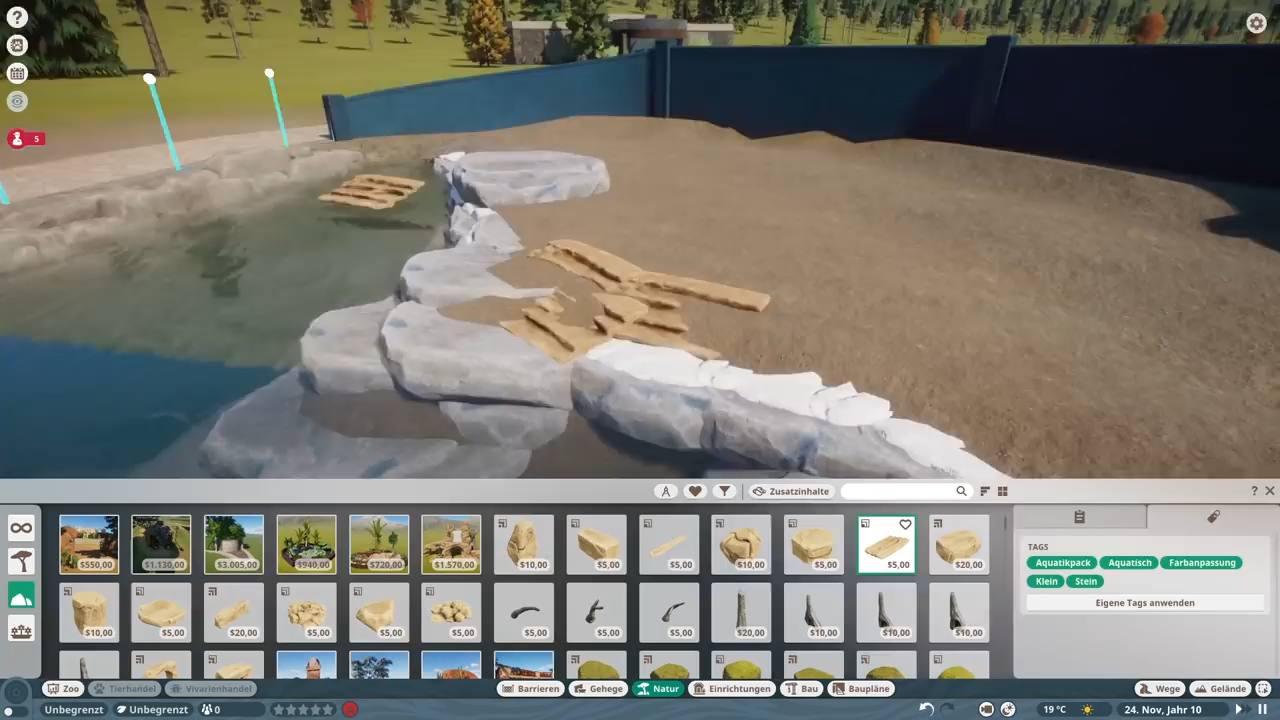 5
Zusatzinhalte
$550,00 $1.130,00 $3.005,00 $940,00 $720,00 $1.570,00 $10,00 $5,00 $5,00 $10,00 $5,00 $5,00 $20,00
$10,00 $5,00 $20,00 $5,00 $5,00 $5,00 $5,00 $5,00 $5,00 $20,00 $10,00 $10,00 $10,00
TAGS
Aquatikpack Aquatisch Farbanpassung
Klein Stein
Eigene Tags anwenden
Zoo Tierhandel Vivarienhandel Barrieren Gehege Natur Einrichtungen Bau Baupläne Wege Gelände
Unbegrenzt Unbegrenzt 0 19 °C 24. Nov, Jahr 10